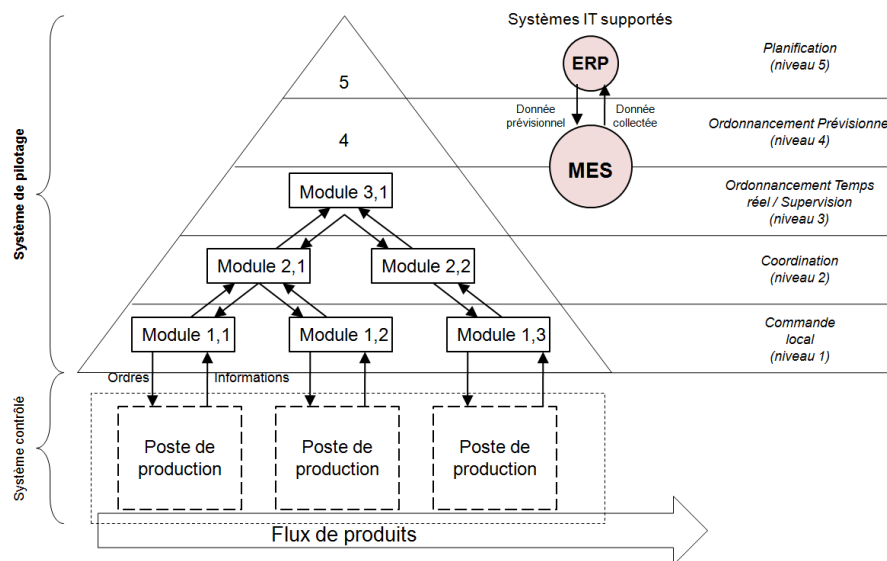 Systèmes IT supportés
ERP
Planification
(niveau 5)
5
Donnée
prévisionnel
Donnée
collectée
4
Ordonnancement Prévisionne
(niveau 4)
MES
Module 3,1
Ordonnancement Temps
réel / Supervision
(niveau 3)
Module 2,1
Module 2,2
Coordination
(niveau 2)
Module 1,1
Module 1,2
Module 1,3
Commande
local
(niveau 1)
Ordres
Informations
Poste de
production
Poste de
production
Poste de
production
Flux de produits
Système de pilotage
Système contrôlé